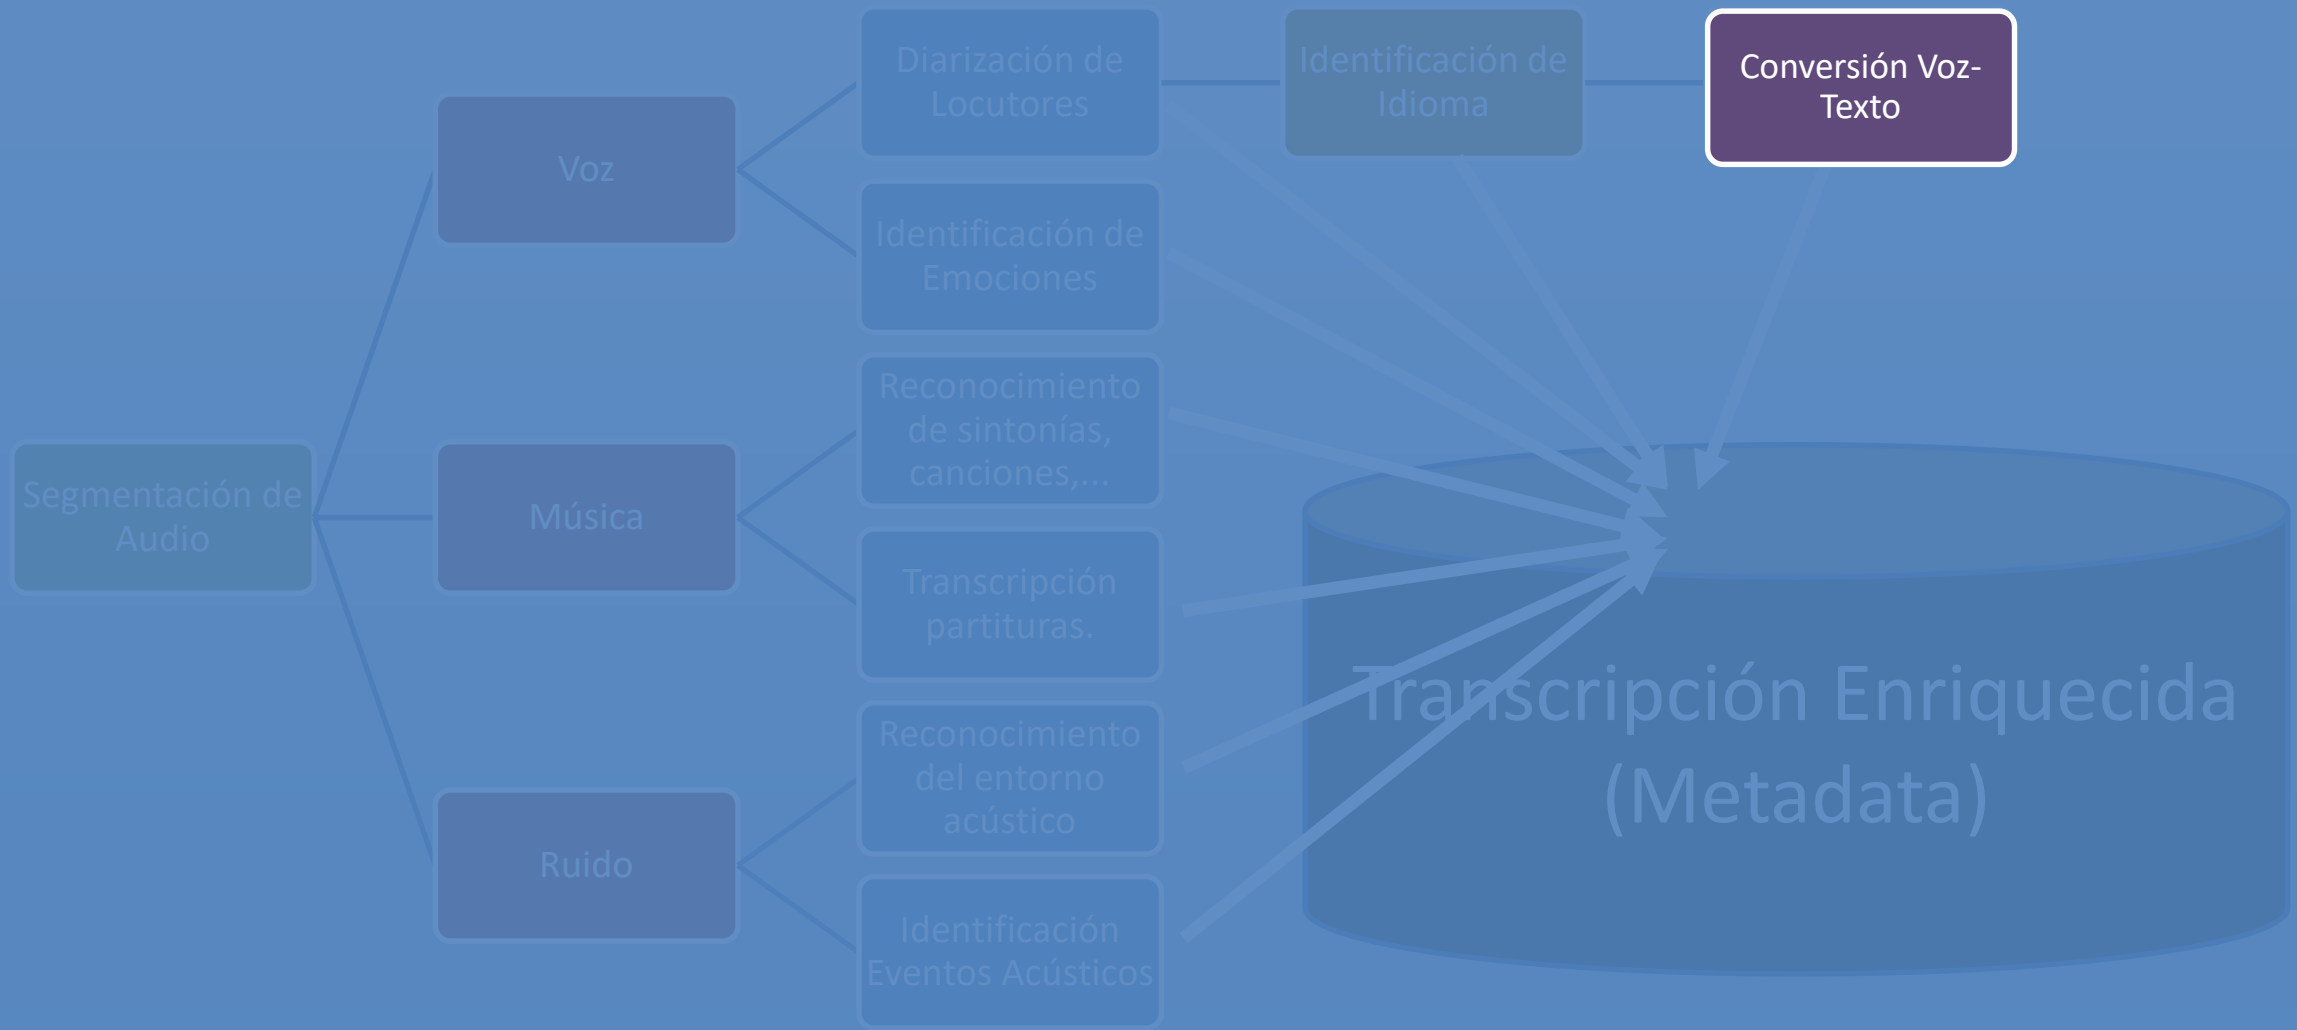 Diarización de
Locutores
Identificación de
Idioma
Conversión Voz-
Texto
Voz
Identificación de
Emociones
Reconocimiento
de sintonías,
canciones,...
Segmentación de
Audio
Música
Transcripción
partituras.
Transcripción Enriquecida
(Metadata)
Reconocimiento
del entorno
acústico
Ruido
Identificación
Eventos Acústicos